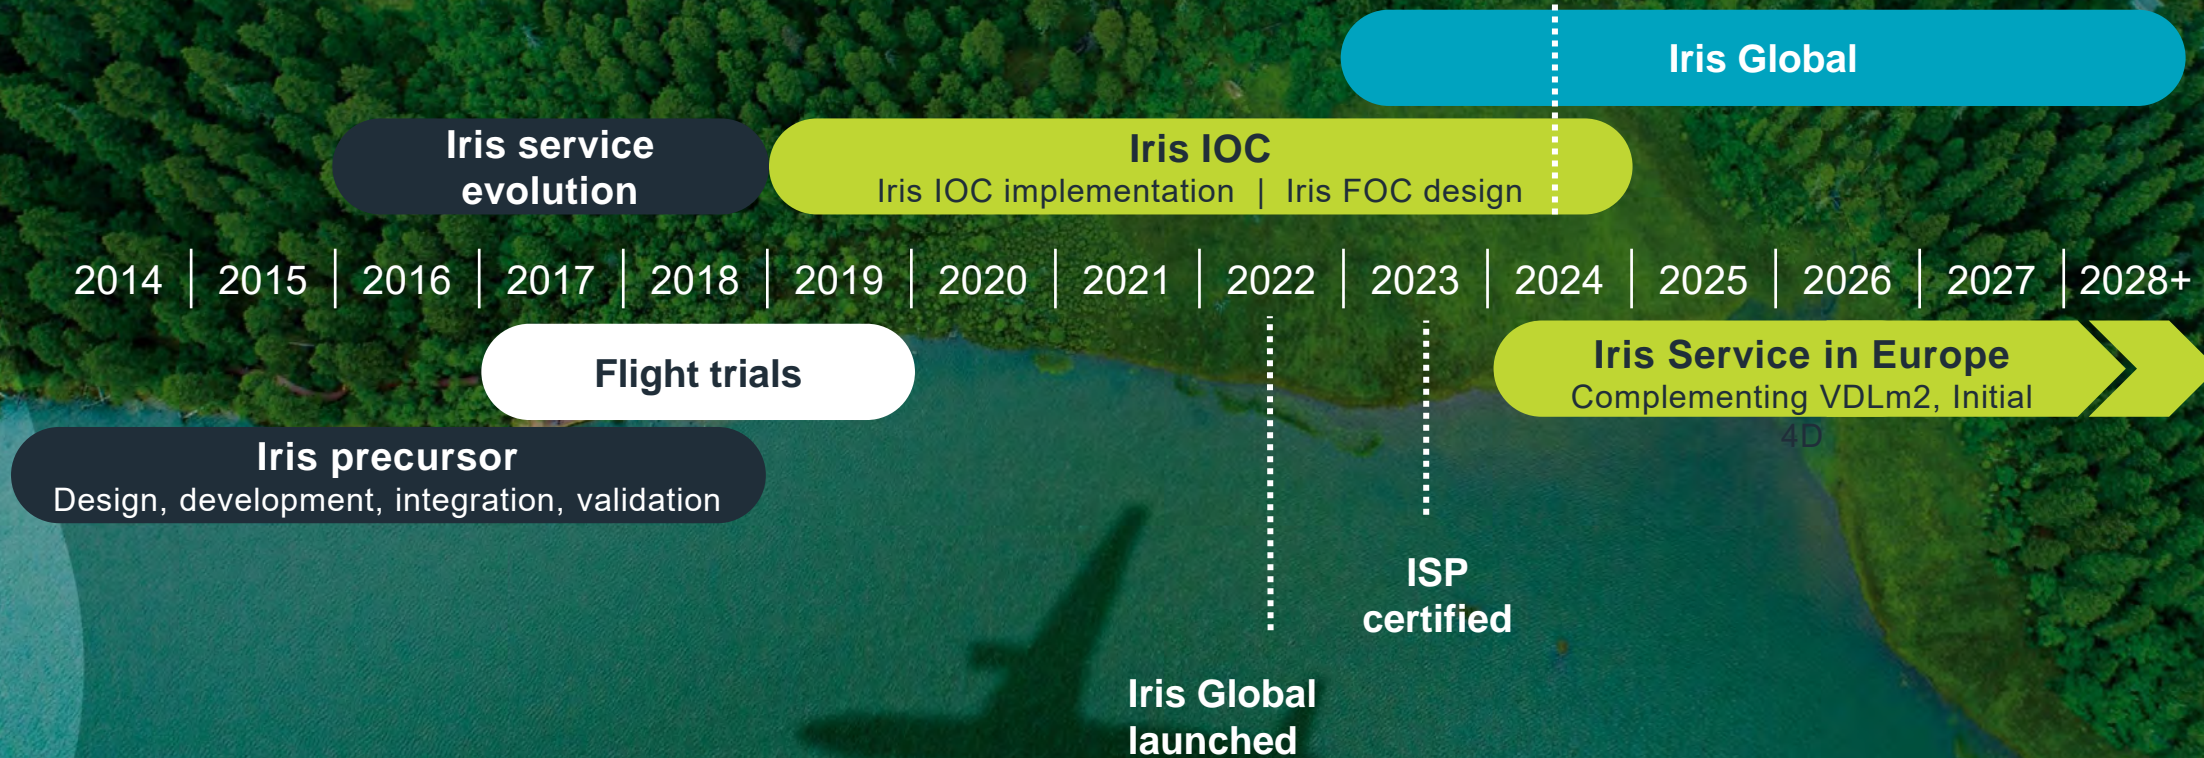 Iris Global
Iris service
evolution
Iris IOC
Iris IOC implementation | Iris FOC design
2014 | 2015 | 2016 | 2017 | 2018 | 2019 | 2020 | 2021 | 2022 | 2023 | 2024 | 2025 | 2026 | 2027 | 2028+
Flight trials
Iris Service in Europe
Complementing VDLm2, Initial
4D
Iris precursor
Design, development, integration, validation
ISP
certified
Iris Global
launched